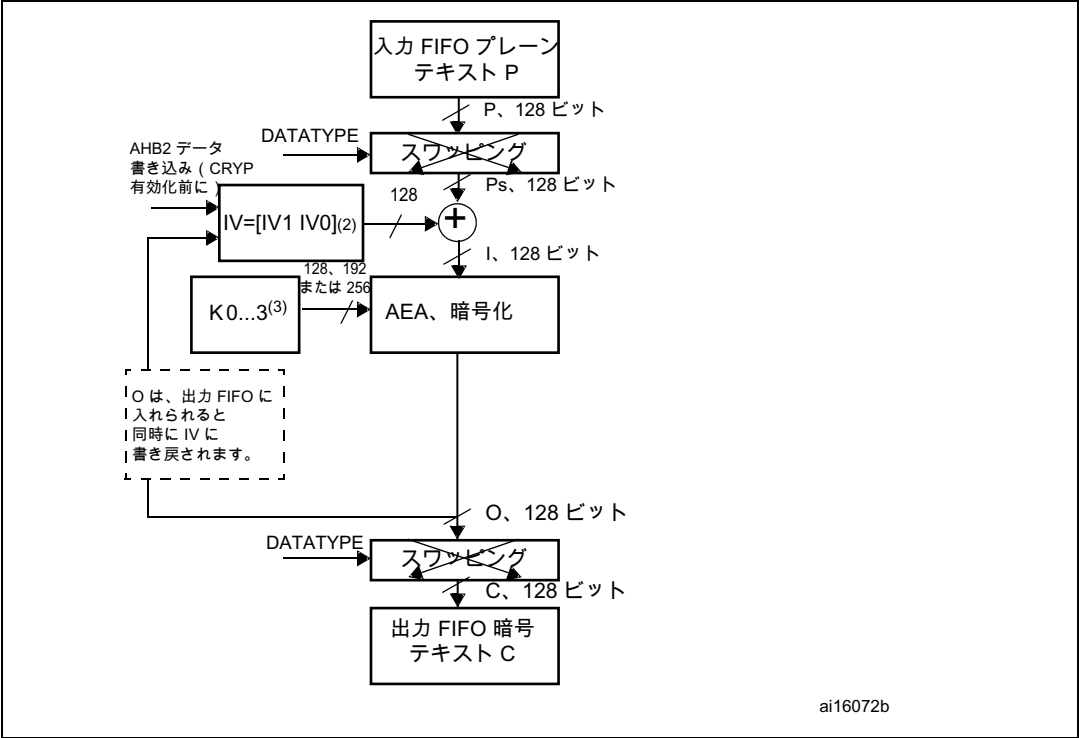 入力 FIFO プレーン
テキスト P
P、128 ビット
DATATYPE
スワッピング
AHB2 データ
書き込み ( CRYP
有効化前に )
Ps、128 ビット
128
IV=[IV1 IV0](2)
+
I、128 ビット
128、192
または 256
K 0...3(3)
AEA、暗号化
O は、出力 FIFO に
入れられると
同時に IV に
書き戻されます。
O、128 ビット
DATATYPE
スワッピング
C、128 ビット
出力 FIFO 暗号
テキスト C
ai16072b